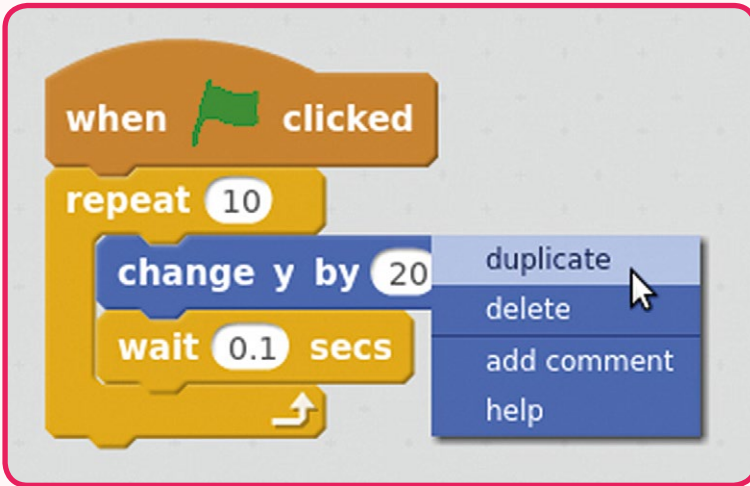 when clicked
repeat 10
change y by 20
wait 0.1 secs
duplicate
delete
add comment
help